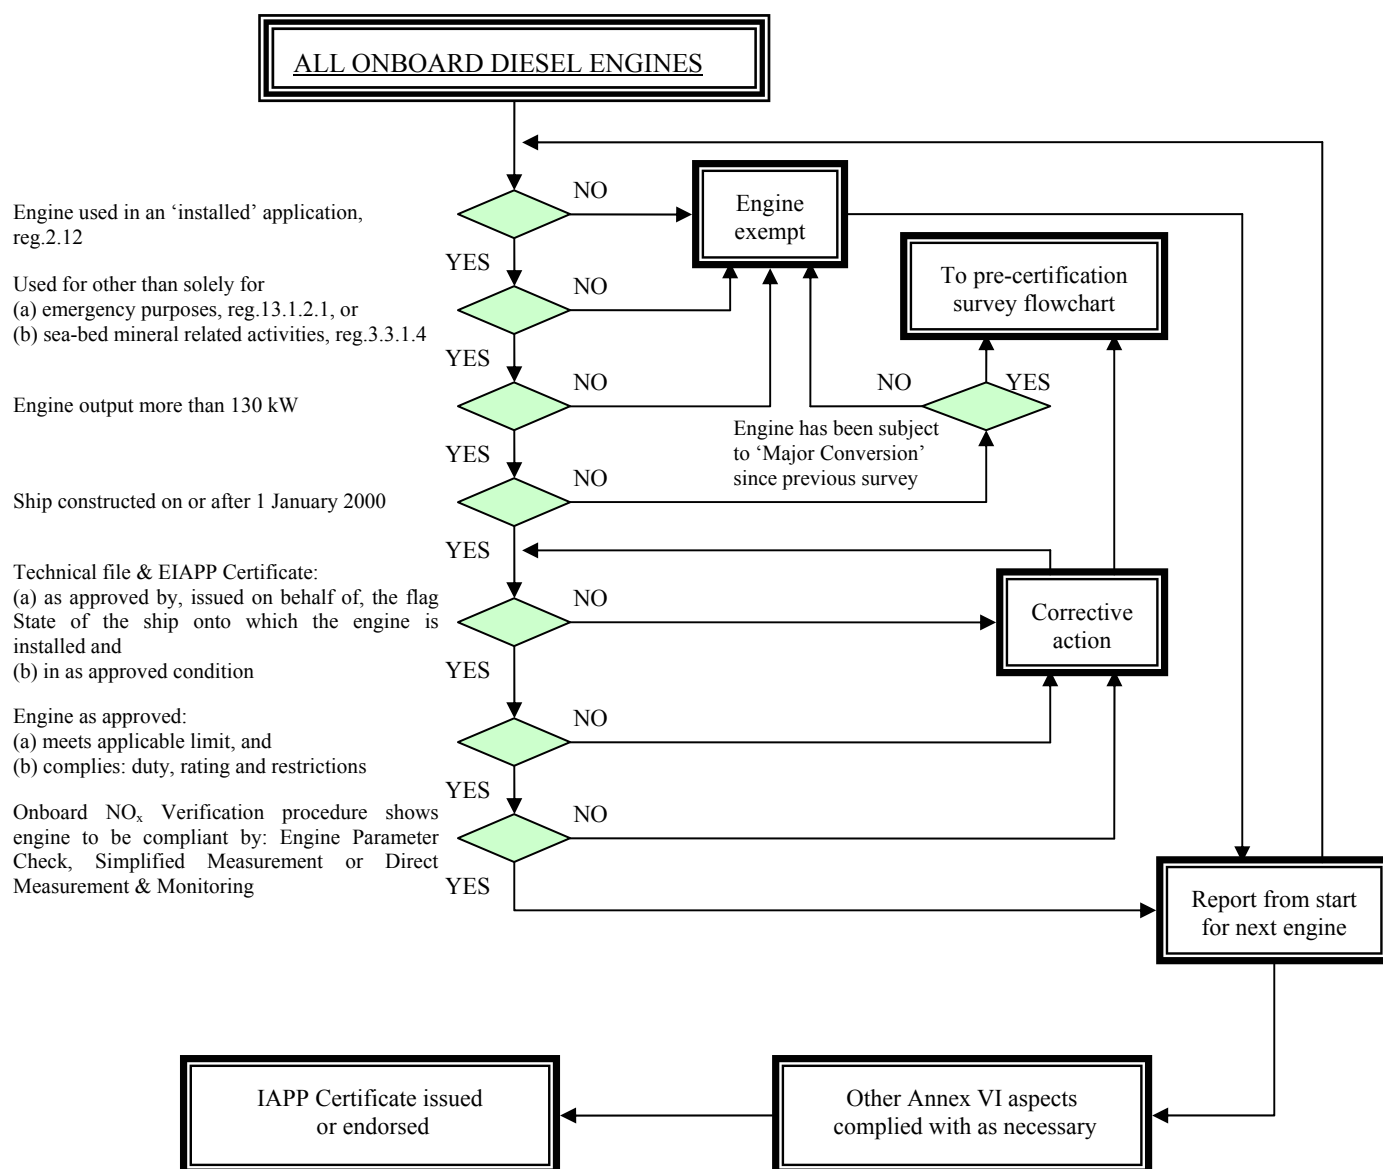 ALL ONBOARD DIESEL ENGINES
Engine used in an ‘installed’ application,
reg.2.12
NO
Engine
exempt
YES
Used for other than solely for
(a) emergency purposes, reg.13.1.2.1, or
(b) sea-bed mineral related activities, reg.3.3.1.4
NO
To pre-certification
survey flowchart
YES
Engine output more than 130 kW
NO
NO
YES
Engine has been subject
to ‘Major Conversion’
since previous survey
YES
Ship constructed on or after 1 January 2000
NO
YES
Technical file & EIAPP Certificate:
(a) as approved by, issued on behalf of, the flag
State of the ship onto which the engine is
installed and
(b) in as approved condition
NO
Corrective
action
YES
Engine as approved:
(a) meets applicable limit, and
(b) complies: duty, rating and restrictions
NO
YES
Onboard NOx Verification procedure shows
engine to be compliant by: Engine Parameter
Check, Simplified Measurement or Direct
Measurement & Monitoring
NO
YES
Report from start
for next engine
IAPP Certificate issued
or endorsed
Other Annex VI aspects
complied with as necessary